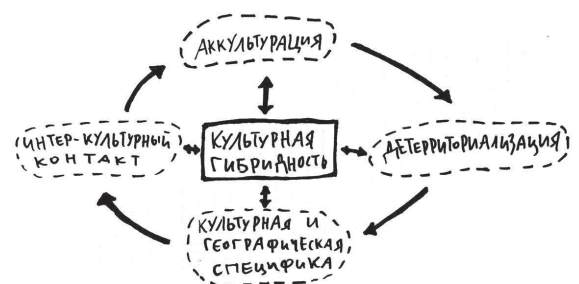 АККУЛЬТУРАЦИЯ
ИНТЕР-КУЛЬТУРНЫЙ
КОНТАКТ
КУЛЬТУРНАЯ
ГИБРИДНОСТЬ
ДЕТЕРРИТОРИАЛИЗАЦИЯ
КУЛЬТУРНАЯ И
ГЕОГРАФИЧЕСКАЯ
СПЕЦИФИКА